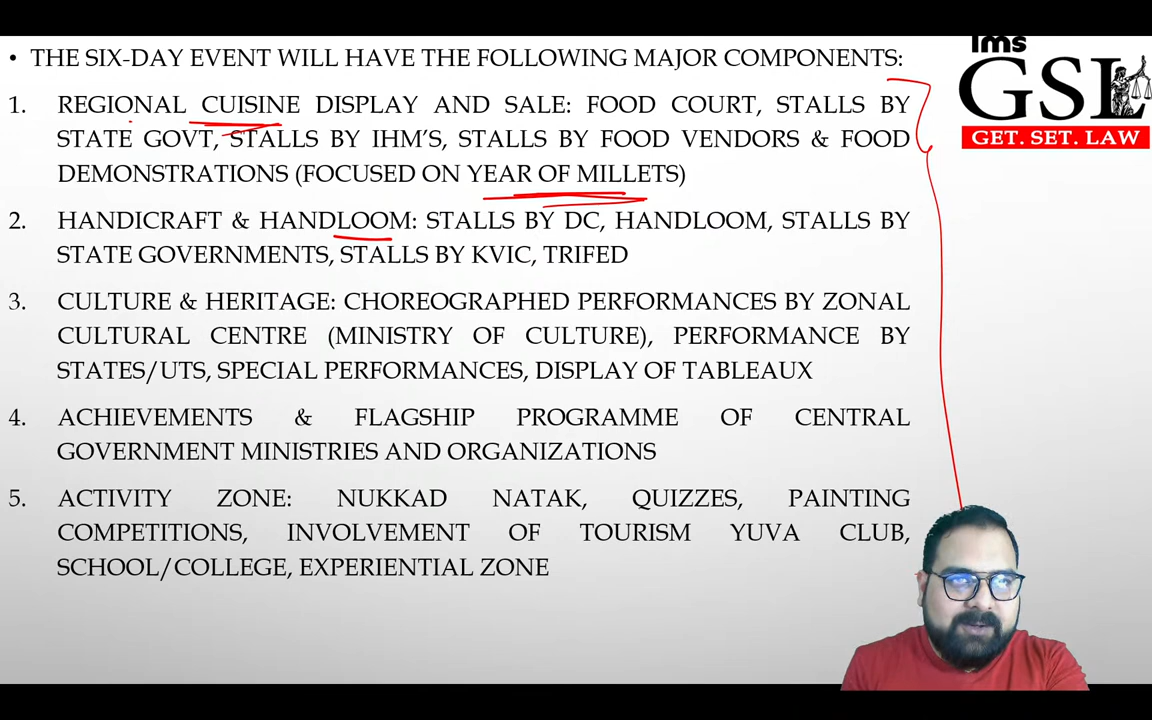 • THE SIX-DAY EVENT WILL HAVE THE FOLLOWING MAJOR COMPONENTS:
1. REGIONAL CUISINE DISPLAY AND SALE: FOOD COURT, STALLS BY
STATE GOVT, STALLS BY IHM'S, STALLS BY FOOD VENDORS & FOOD
DEMONSTRATIONS (FOCUSED ON YEAR OF MILLETS)
2. HANDICRAFT & HANDLOOM: STALLS BY DC, HANDLOOM, STALLS BY
STATE GOVERNMENTS, STALLS BY KVIC, TRIFED
3. CULTURE & HERITAGE: CHOREOGRAPHED PERFORMANCES BY ZONAL
CULTURAL CENTRE (MINISTRY OF CULTURE), PERFORMANCE BY
STATES/UTS, SPECIAL PERFORMANCES, DISPLAY OF TABLEAUX
4. ACHIEVEMENTS & FLAGSHIP PROGRAMME OF CENTRAL
GOVERNMENT MINISTRIES AND ORGANIZATIONS
5. ACTIVITY ZONE: NUKKAD NATAK, QUIZZES, PAINTING
COMPETITIONS, INVOLVEMENT OF TOURISM YUVA CLUB,
SCHOOL/COLLEGE, EXPERIENTIAL ZONE
ims
GSL
GET. SET. LAW